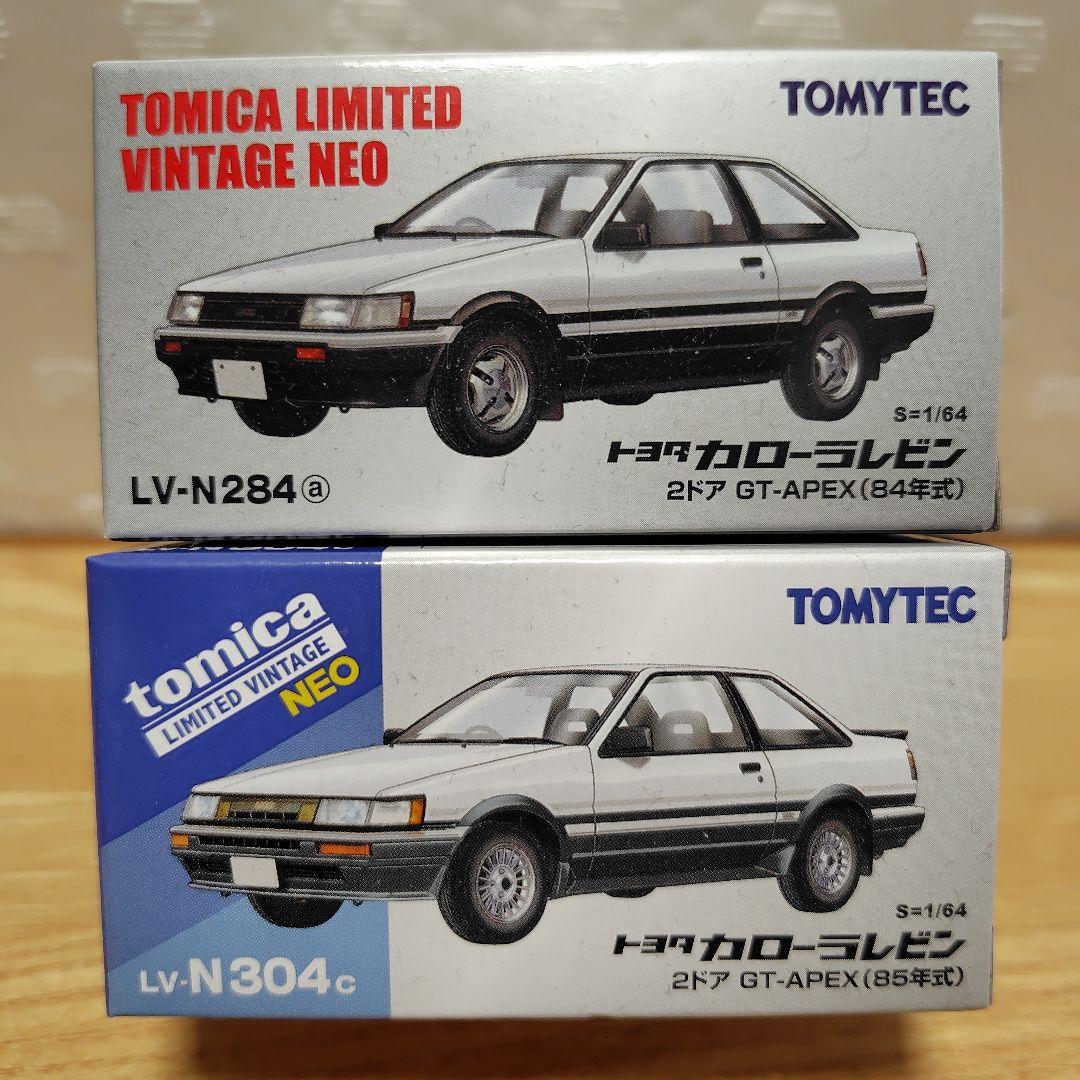 TOMICA LIMITED
VINTAGE NEO
TOMYTEC
S=1/64
トヨタ カローラレビン
2ドア GT-APEX(84年式)
LV-N284ⓐ
tomica
LIMITED VINTAGE
NEO
TOMYTEC
S=1/64
トヨタ カローラレビン
2ドア GT-APEX(85年式)
LV-N304c